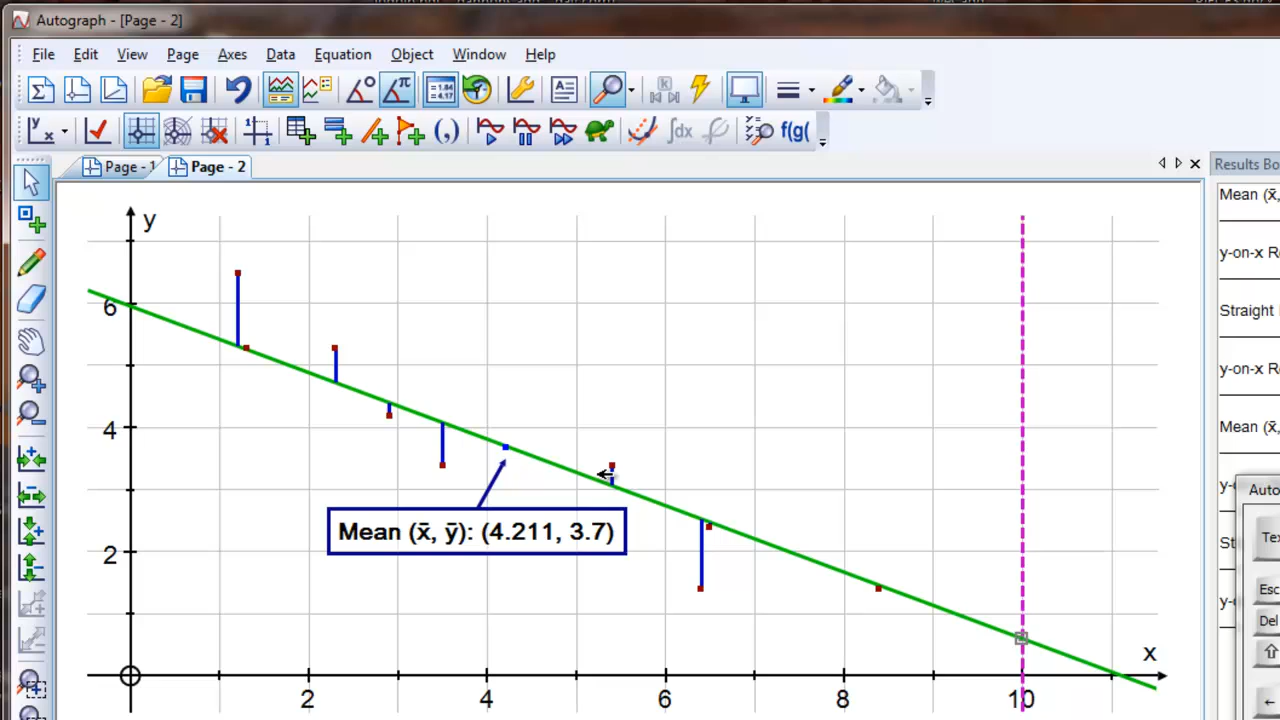 Autograph - [Page - 2]
File Edit View Page Axes Data Equation Object Window Help
Page - 1
Page - 2
Results Bo
Mean (x̄,
y-on-x R
Straight
y-on-x R
Mean (x̄,
Auto
Tex
St
Esc
Del
y
6
4
2
Mean (x̄, ȳ): (4.211, 3.7)
x
2 4 6 8 10